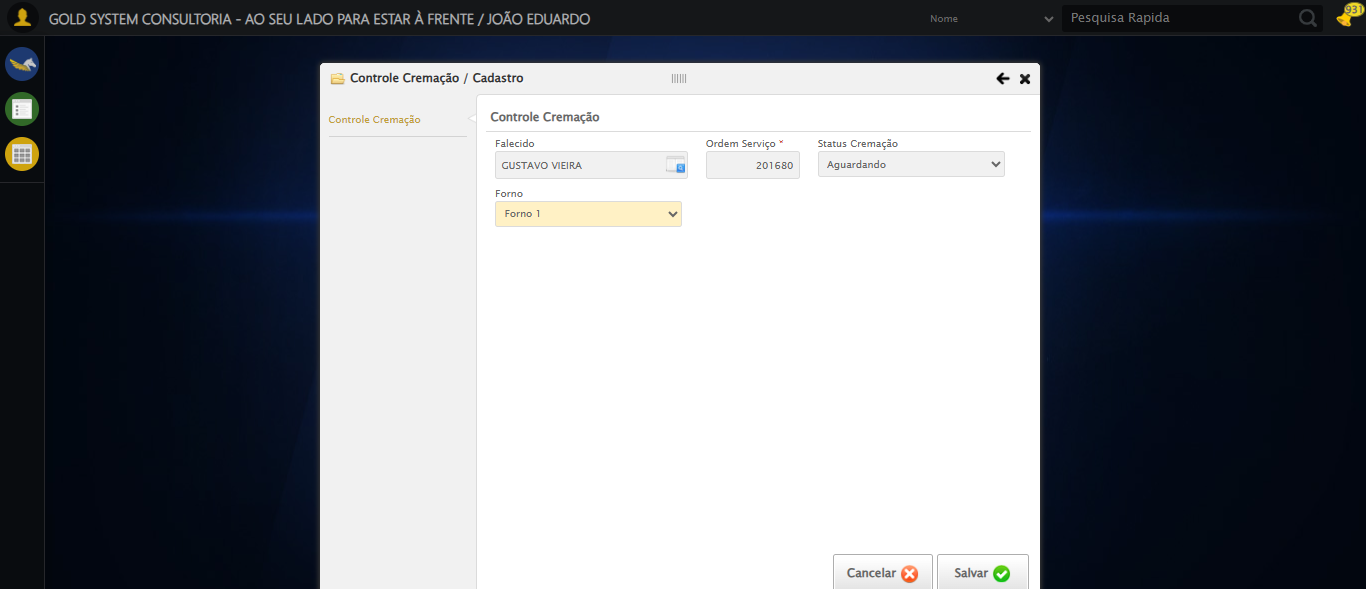 GOLD SYSTEM CONSULTORIA - AO SEU LADO PARA ESTAR À FRENTE / JOÃO EDUARDO
Nome
Pesquisa Rapida
931
Controle Cremação / Cadastro
Controle Cremação
Controle Cremação
Falecido
Ordem Serviço *
Status Cremação
GUSTAVO VIEIRA
201680
Aguardando
Forno
Forno 1
Cancelar
Salvar